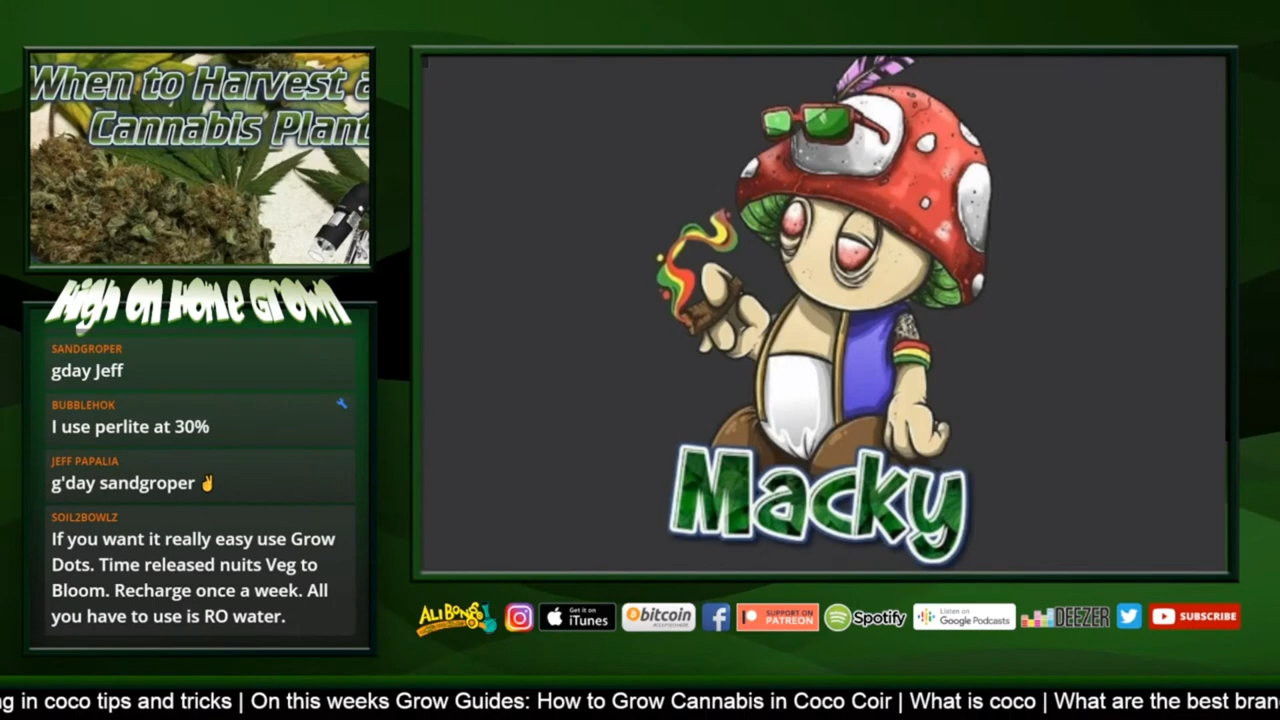 When to Harvest a
Cannabis Plant
High on Home Grown
SANDGROPER
gday Jeff
BUBBLEHOK
I use perlite at 30%
JEFF PAPALIA
g'day sandgroper ✌
SOIL2BOWLZ
If you want it really easy use Grow
Dots. Time released nuits Veg to
Bloom. Recharge once a week. All
you have to use is RO water.
Macky
ALI BONGO
Get it on
iTunes
bitcoin
SUPPORT ON
PATREON
Spotify
Listen on
Google Podcasts
DEEZER
SUBSCRIBE
g in coco tips and tricks | On this weeks Grow Guides: How to Grow Cannabis in Coco Coir | What is coco | What are the best bran